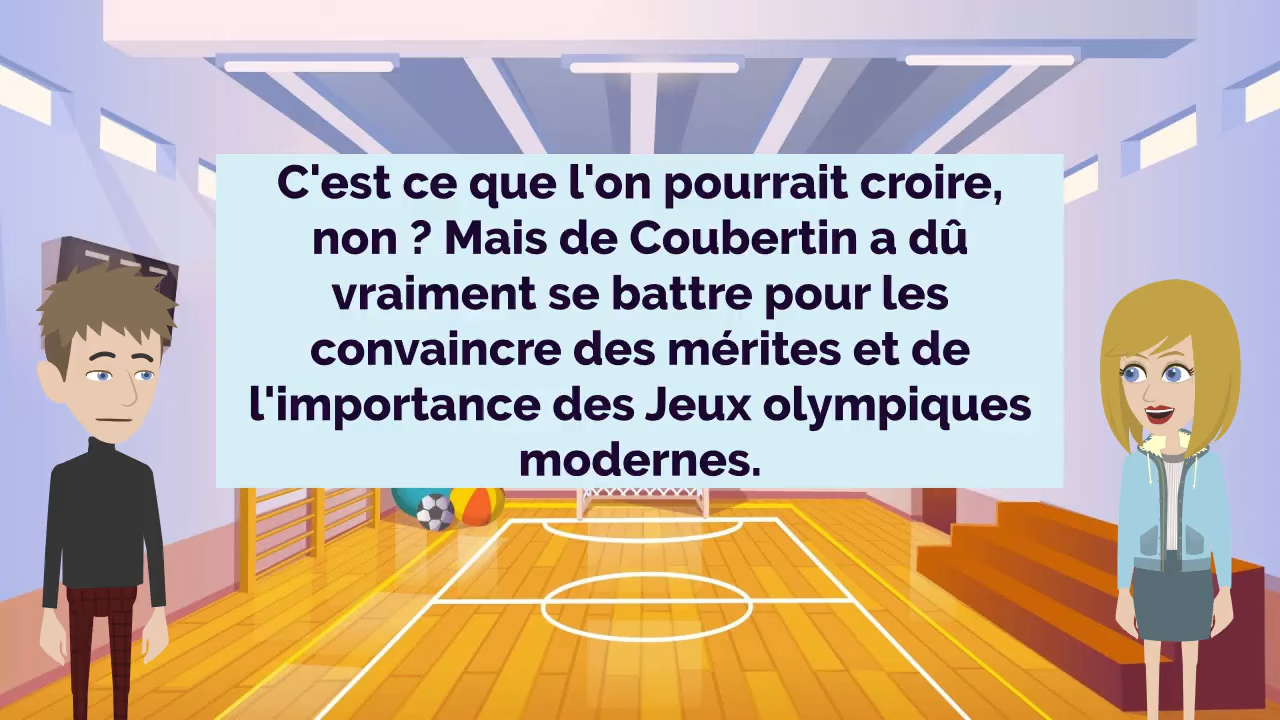 C'est ce que l'on pourrait croire,
non ? Mais de Coubertin a dû
vraiment se battre pour les
convaincre des mérites et de
l'importance des Jeux olympiques
modernes.